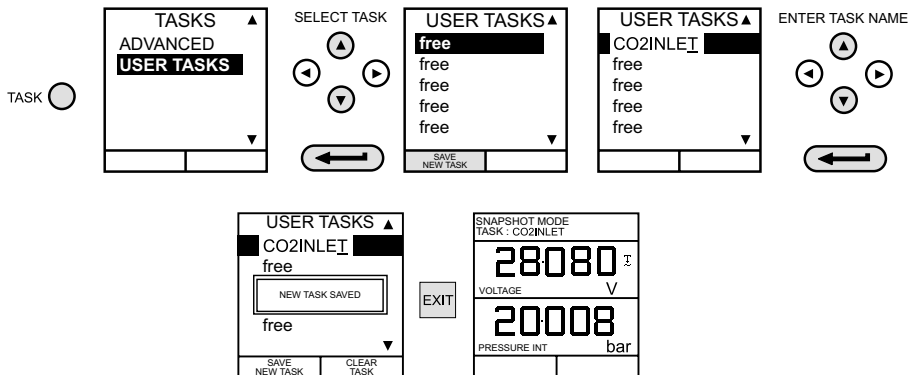 TASK
TASKS ▲
ADVANCED
USER TASKS
▼
SELECT TASK
USER TASKS ▲
free
free
free
free
free
▼
SAVE
NEW TASK
USER TASKS ▲
CO2INLET
free
free
free
free
▼
ENTER TASK NAME
USER TASKS ▲
CO2INLET
free
NEW TASK SAVED
free
▼
SAVE
NEW TASK
CLEAR
TASK
EXIT
SNAPSHOT MODE
TASK : CO2INLET
28.080
VOLTAGE V
20.008
PRESSURE INT bar